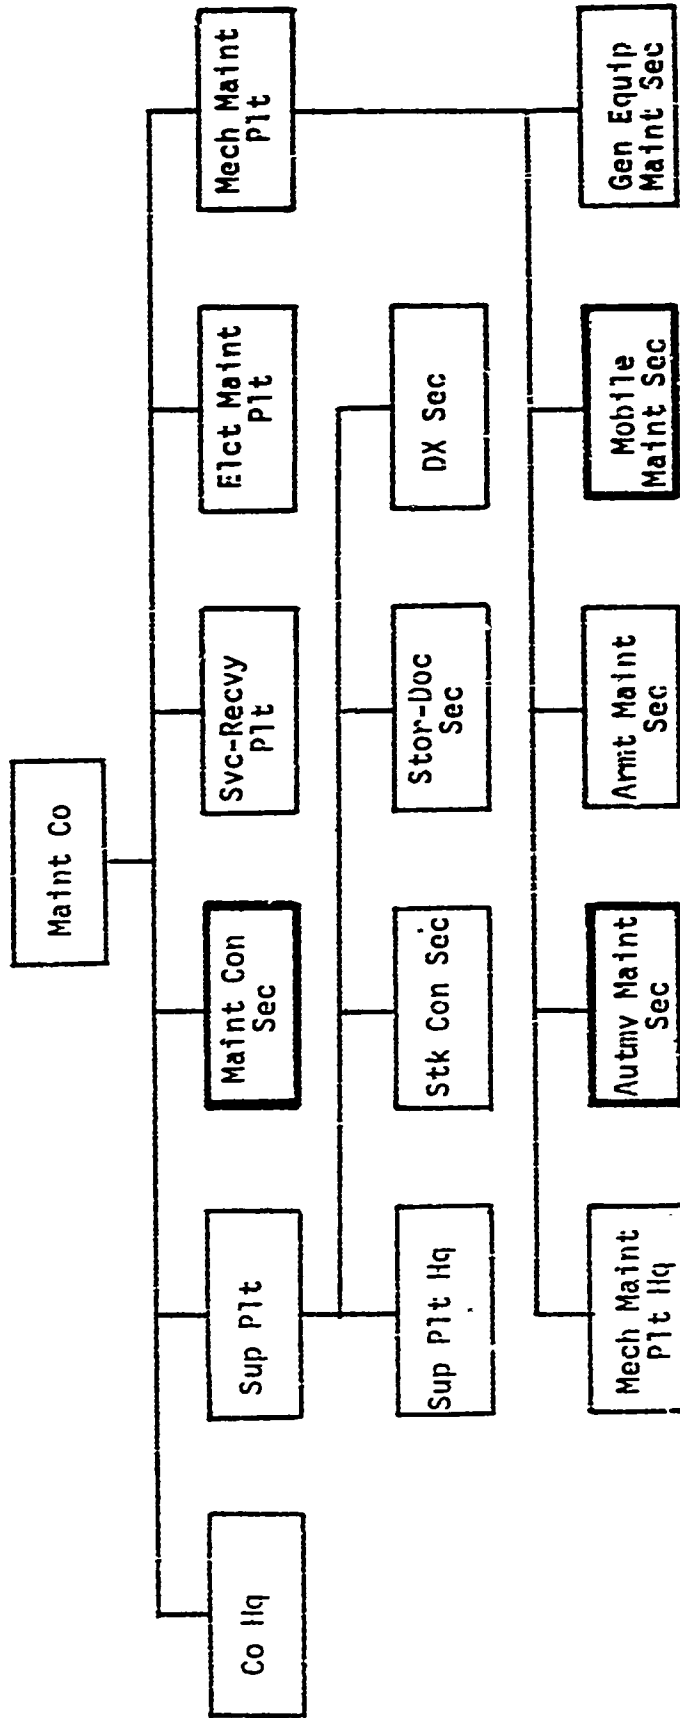 Maint Co
Co Hq
Sup Plt
Maint Con
Sec
Svc-Recvy
Plt
Elct Maint
Plt
Mech Maint
Plt
Sup Plt Hq
Stk Con Sec
Stor-Doc
Sec
DX Sec
Mech Maint
Plt Hq
Autmv Maint
Sec
Armt Maint
Sec
Mobile
Maint Sec
Gen Equip
Maint Sec